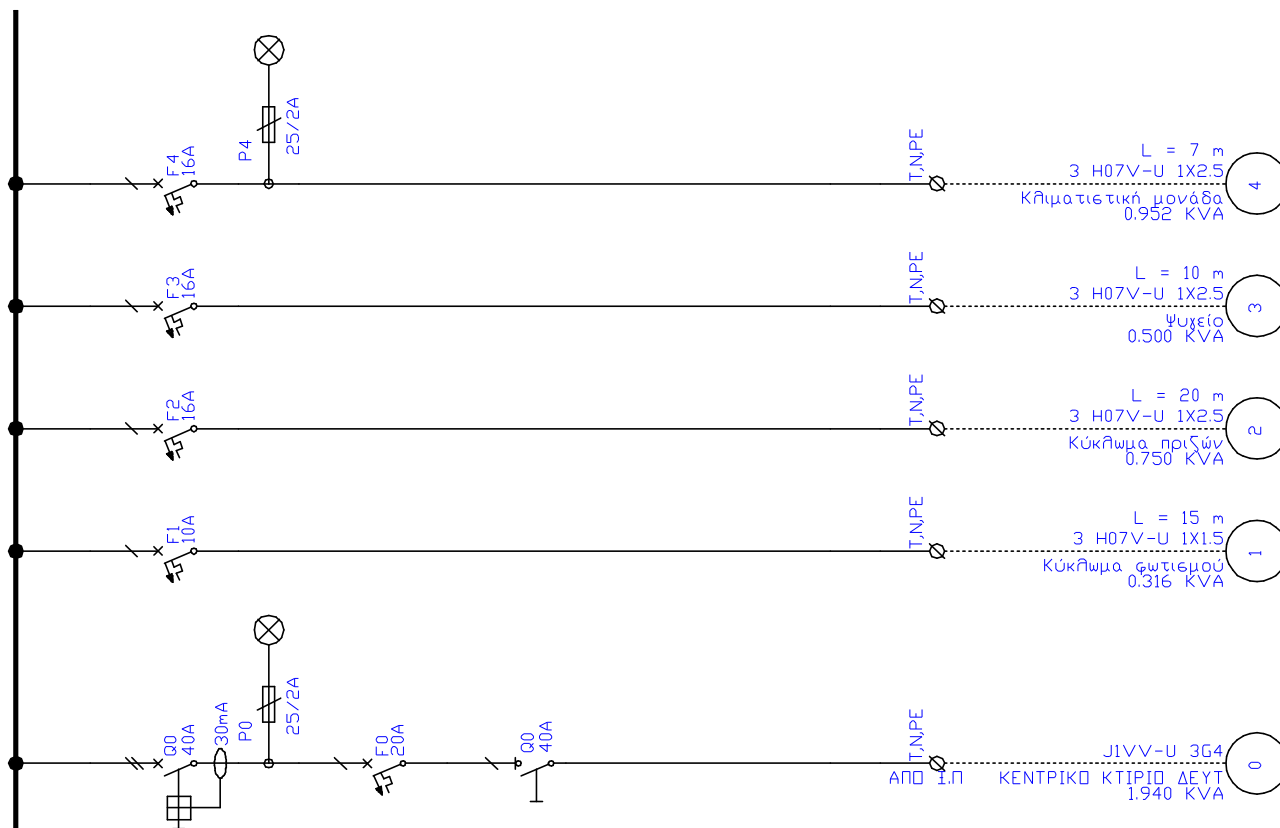 P4
25/2A
F4
16A
T,N,PE
L = 7 m
3 H07V-U 1X2.5
Κλιματιστική μονάδα
0.952 KVA
4
F3
16A
T,N,PE
L = 10 m
3 H07V-U 1X2.5
Ψυχείο
0.500 KVA
3
F2
16A
T,N,PE
L = 20 m
3 H07V-U 1X2.5
Κύκλωμα πριζών
0.750 KVA
2
F1
10A
T,N,PE
L = 15 m
3 H07V-U 1X1.5
Κύκλωμα φωτισμού
0.316 KVA
1
Q0
40A
30mA
P0
25/2A
F0
20A
Q0
40A
T,N,PE
ΑΠΟ Ι.Π
J1VV-U 3G4
ΚΕΝΤΡΙΚΟ ΚΤΙΡΙΟ ΔΕΥΤ
1.940 KVA
0